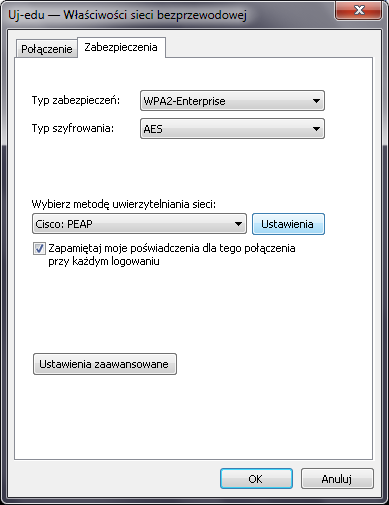 Uj-edu — Właściwości sieci bezprzewodowej
Połączenie
Zabezpieczenia
Typ zabezpieczeń:
WPA2-Enterprise
Typ szyfrowania:
AES
Wybierz metodę uwierzytelniania sieci:
Cisco: PEAP
Ustawienia
Zapamiętaj moje poświadczenia dla tego połączenia
przy każdym logowaniu
Ustawienia zaawansowane
OK
Anuluj